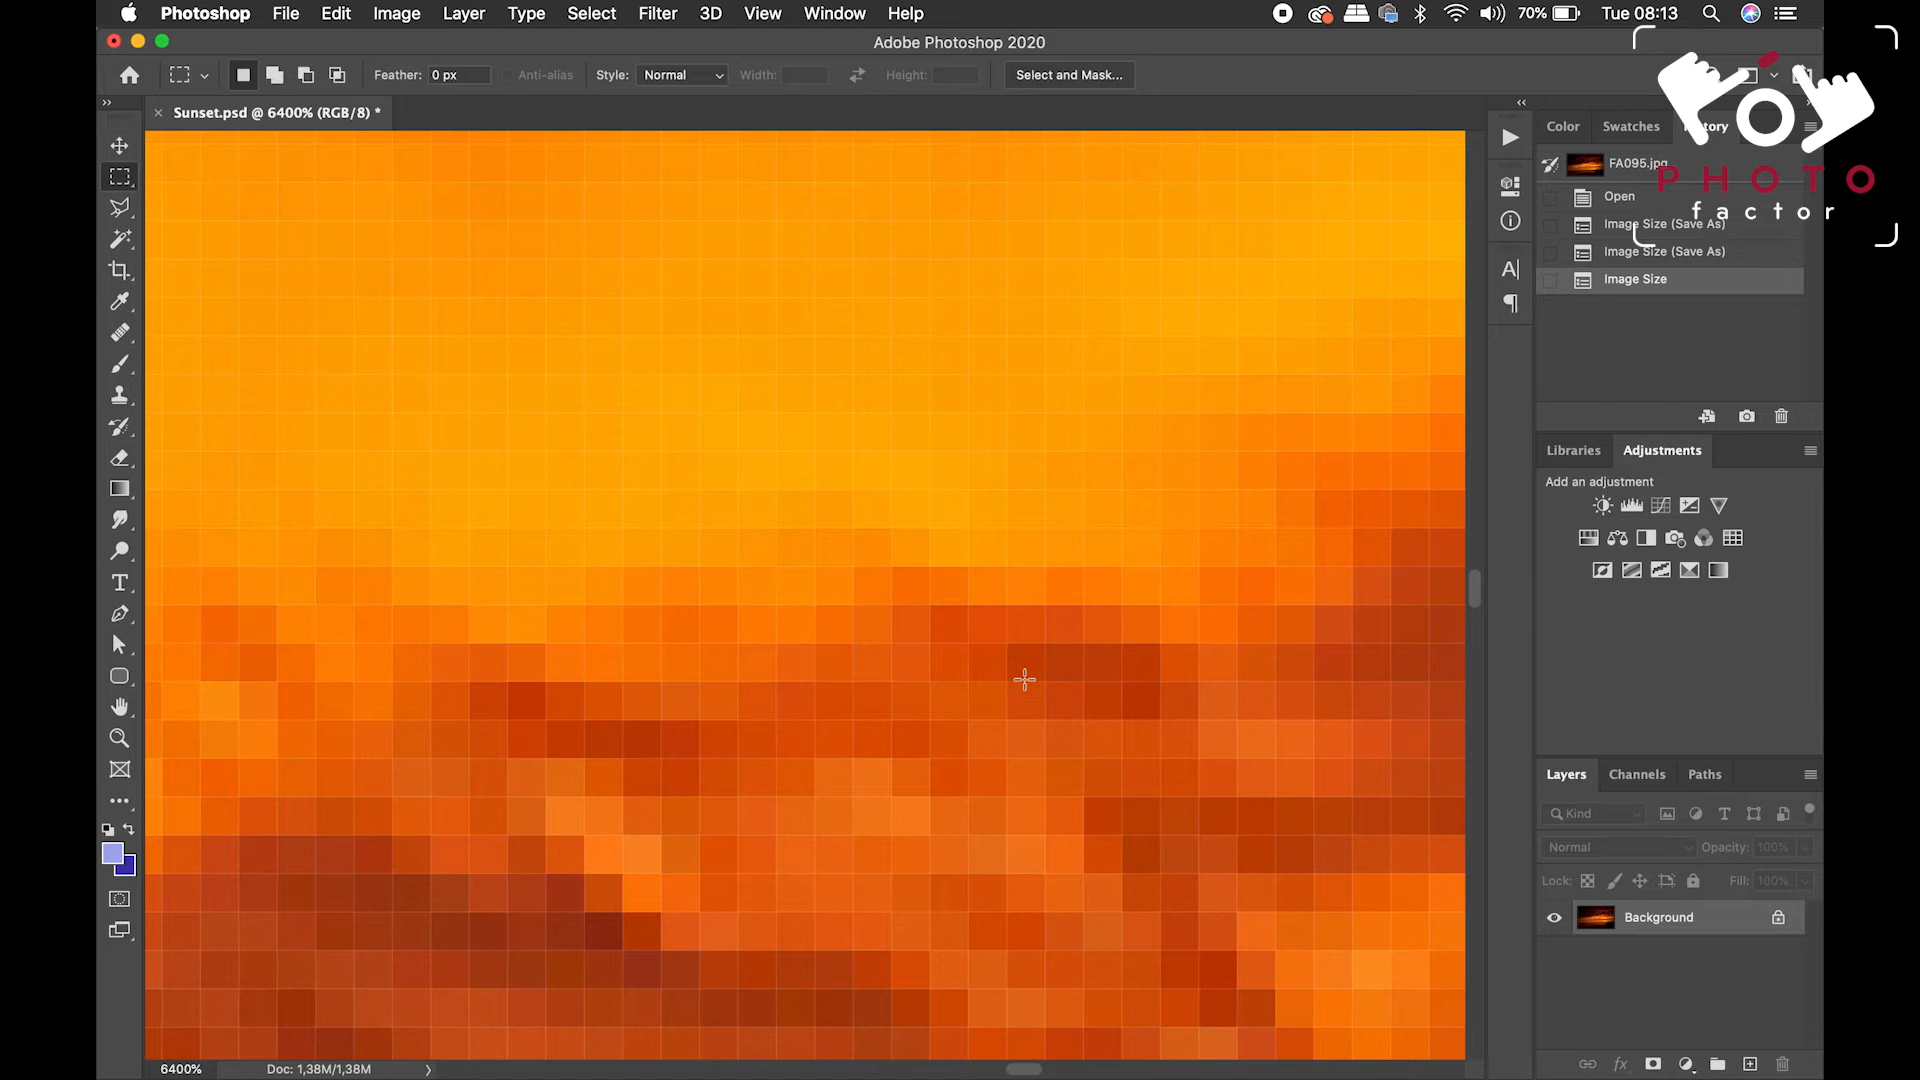 Photoshop File Edit Image Layer Type Select Filter 3D View Window Help 70% Tue 08:13
Adobe Photoshop 2020
Feather: 0 px Anti-alias Style: Normal Width: Height: Select and Mask...
Sunset.psd @ 6400% (RGB/8) *
Color Swatches
FA095.jpg
PHOTO
factor
Open
Image Size (Save As)
Image Size (Save As)
Image Size
Libraries Adjustments
Add an adjustment
Layers Channels Paths
Kind
Normal Opacity: 100%
Lock: Fill: 100%
Background
6400% Doc: 1,38M/1,38M